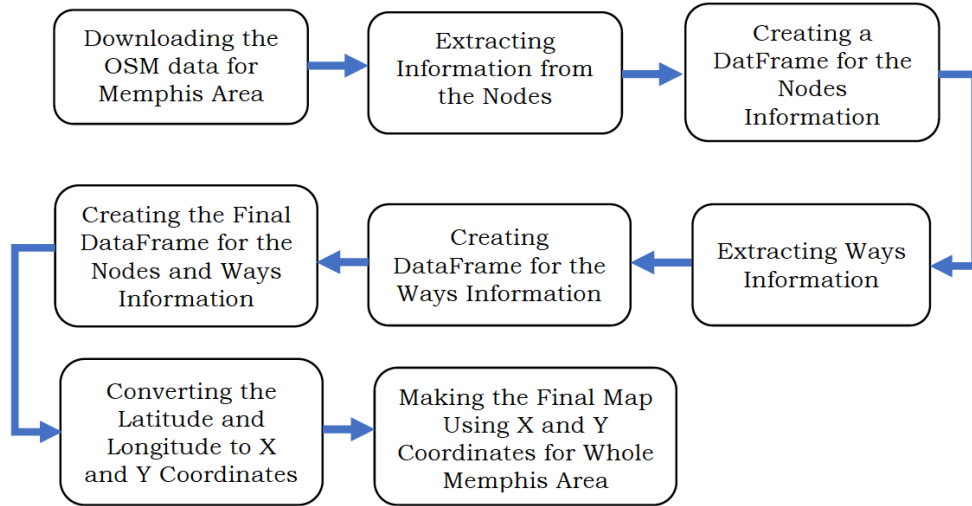 Downloading the
OSM data for
Memphis Area
Extracting
Information from
the Nodes
Creating a
DatFrame for the
Nodes
Information
Extracting Ways
Information
Creating
DataFrame for the
Ways Information
Creating the Final
DataFrame for the
Nodes and Ways
Information
Converting the
Latitude and
Longitude to X
and Y Coordinates
Making the Final Map
Using X and Y
Coordinates for Whole
Memphis Area